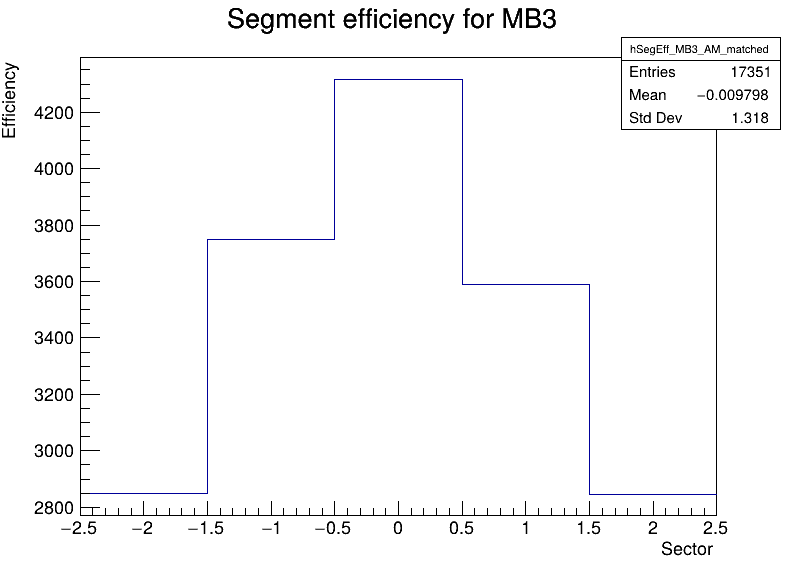 Segment efficiency for MB3
hSegEff_MB3_AM_matched
Entries 17351
Mean −0.009798
Std Dev 1.318
Efficiency
4200
4000
3800
3600
3400
3200
3000
2800
−2.5 −2 −1.5 −1 −0.5 0 0.5 1 1.5 2 2.5
Sector